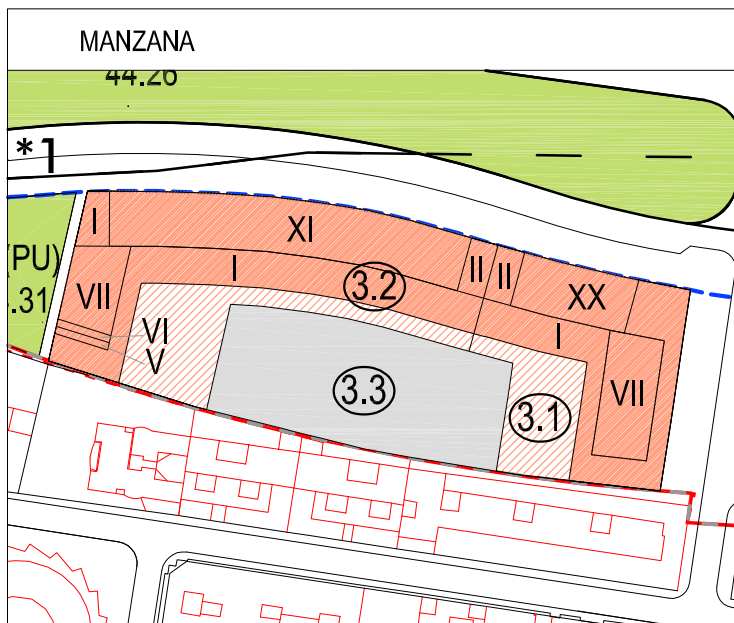 MANZANA
44.26
*1
I
XI
II
II
XX
(PU)
.31
I
3.2
VII
I
VI
V
3.3
3.1
VII